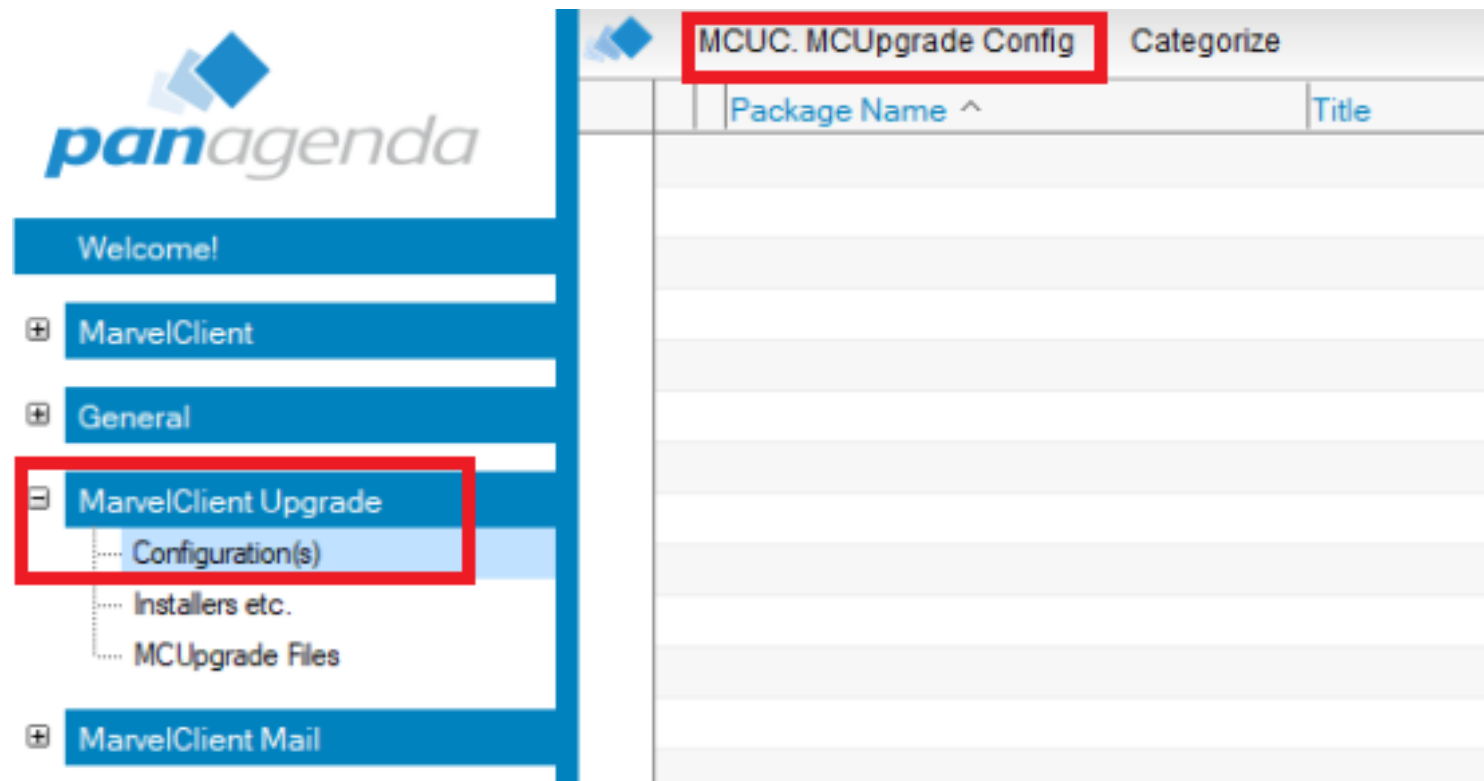 panagenda
Welcome!
MarvelClient
General
MarvelClient Upgrade
Configuration(s)
Installers etc.
MCUpgrade Files
MarvelClient Mail
MCUC. MCUpgrade Config Categorize
Package Name Title